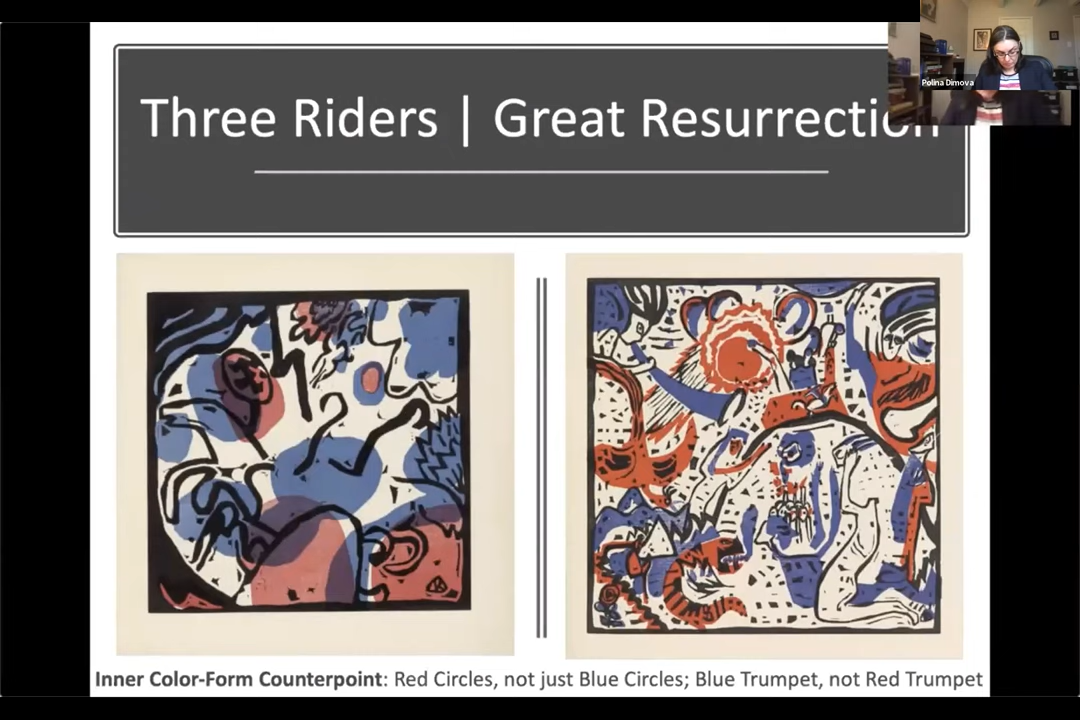 Polina Dimova
Three Riders | Great Resurrection
Inner Color-Form Counterpoint: Red Circles, not just Blue Circles; Blue Trumpet, not Red Trumpet